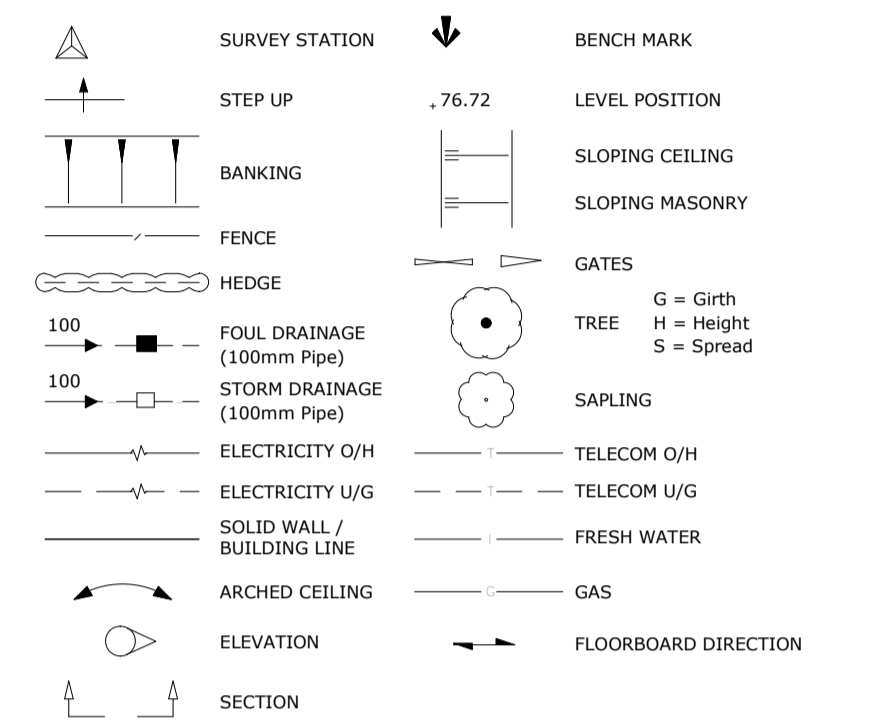 SURVEY STATION
STEP UP
BANKING
FENCE
HEDGE
100
FOUL DRAINAGE
(100mm Pipe)
100
STORM DRAINAGE
(100mm Pipe)
ELECTRICITY O/H
ELECTRICITY U/G
SOLID WALL /
BUILDING LINE
ARCHED CEILING
ELEVATION
SECTION
BENCH MARK
+76.72
LEVEL POSITION
SLOPING CEILING
SLOPING MASONRY
GATES
TREE
G = Girth
H = Height
S = Spread
SAPLING
T
TELECOM O/H
T
TELECOM U/G
I
FRESH WATER
G
GAS
FLOORBOARD DIRECTION